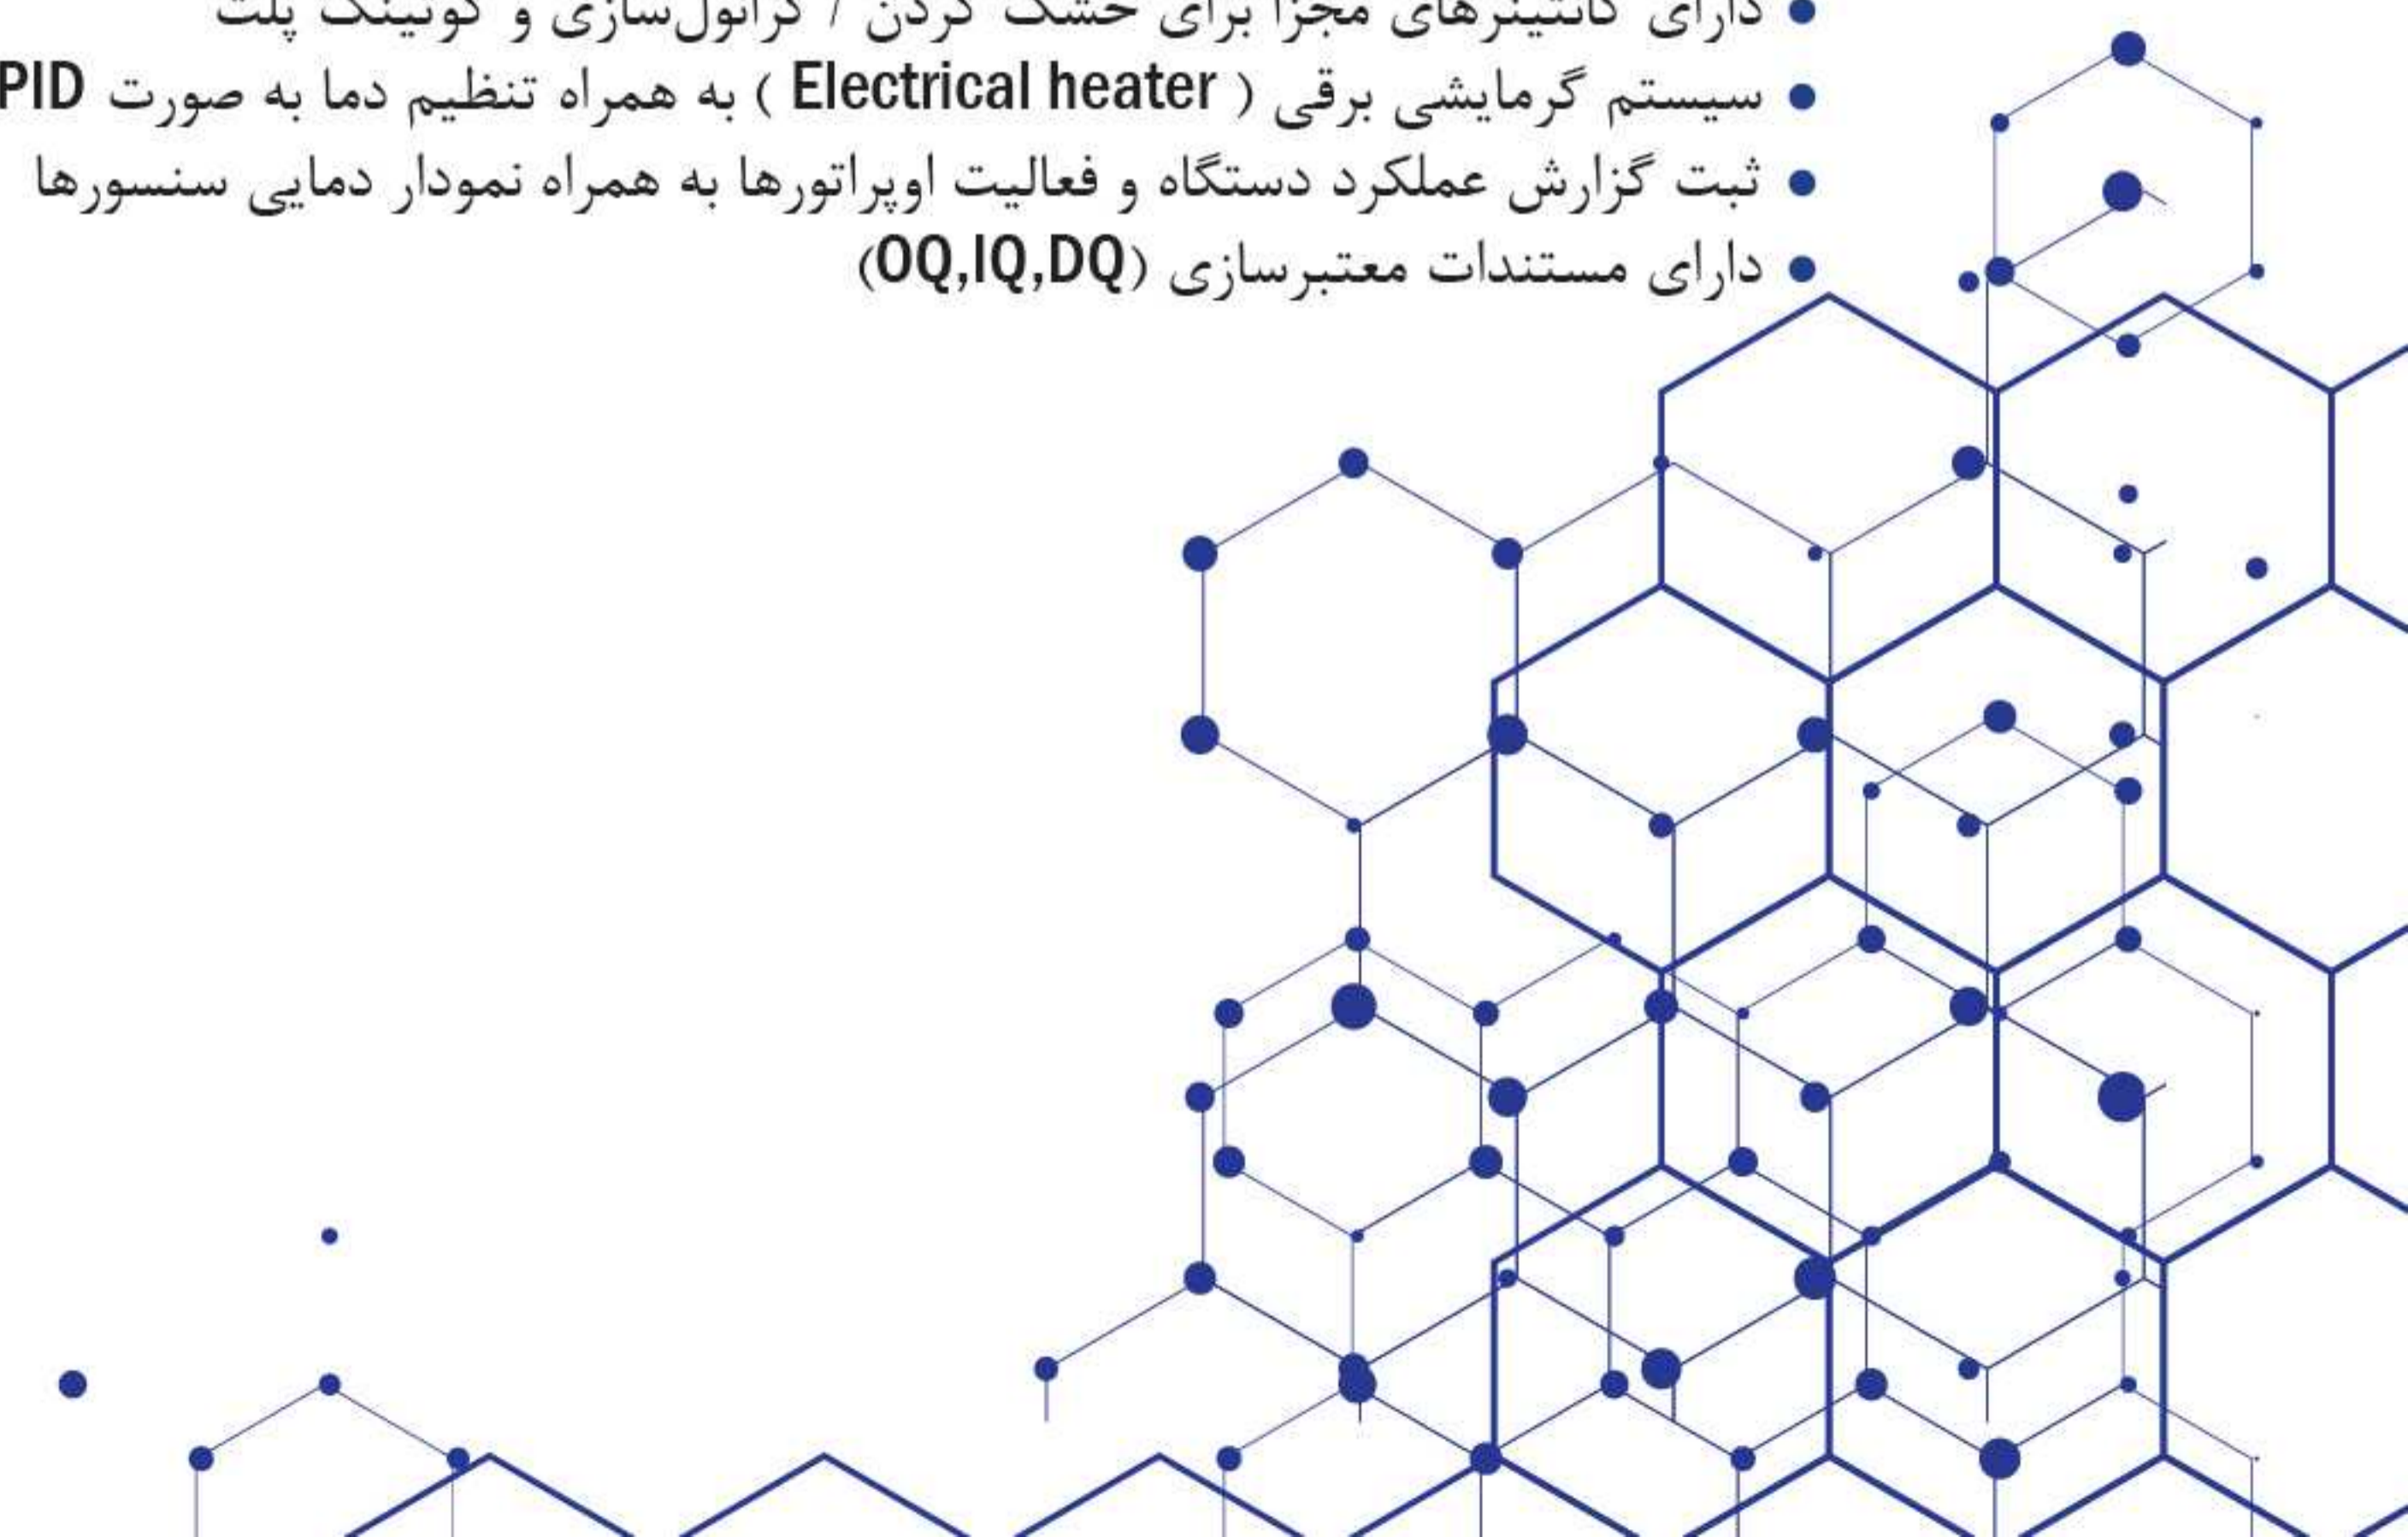 دارای کانتینرهای مجزا برای خشک کردن / گرانول‌سازی و کوتینگ پلت
سیستم گرمایشی برقی ( Electrical heater ) به همراه تنظیم دما به صورت PID
ثبت گزارش عملکرد دستگاه و فعالیت اوپراتورها به همراه نمودار دمایی سنسورها
دارای مستندات معتبرسازی (OQ,IQ,DQ)